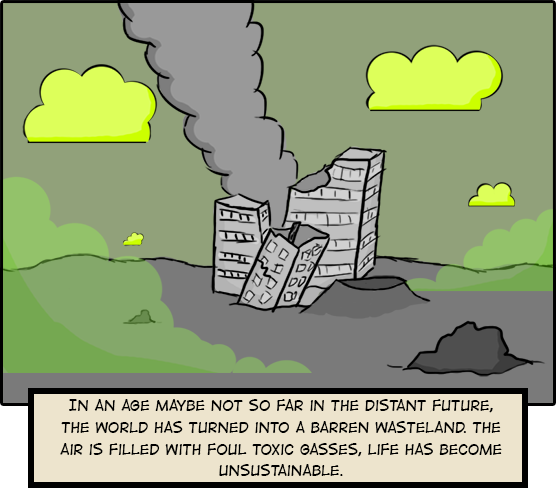 In an age maybe not so far in the distant future,
the world has turned into a barren wasteland. the
air is filled with foul toxic gasses, life has become
unsustainable.